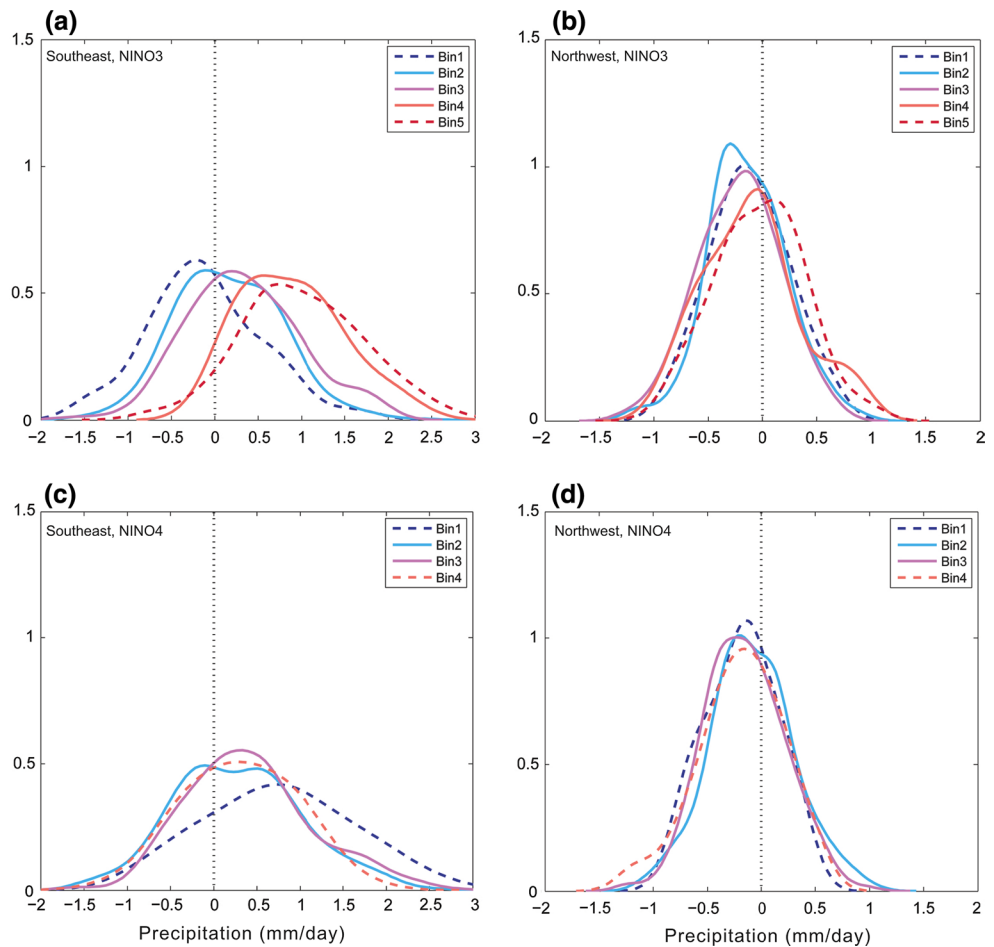 (a)
Southeast, NINO3
Bin1
Bin2
Bin3
Bin4
Bin5
1.5
1
0.5
0
−2 −1.5 −1 −0.5 0 0.5 1 1.5 2 2.5 3
(b)
Northwest, NINO3
Bin1
Bin2
Bin3
Bin4
Bin5
1.5
1
0.5
0
−2 −1.5 −1 −0.5 0 0.5 1 1.5 2
(c)
Southeast, NINO4
Bin1
Bin2
Bin3
Bin4
1.5
1
0.5
0
−2 −1.5 −1 −0.5 0 0.5 1 1.5 2 2.5 3
Precipitation (mm/day)
(d)
Northwest, NINO4
Bin1
Bin2
Bin3
Bin4
1.5
1
0.5
0
−2 −1.5 −1 −0.5 0 0.5 1 1.5 2
Precipitation (mm/day)